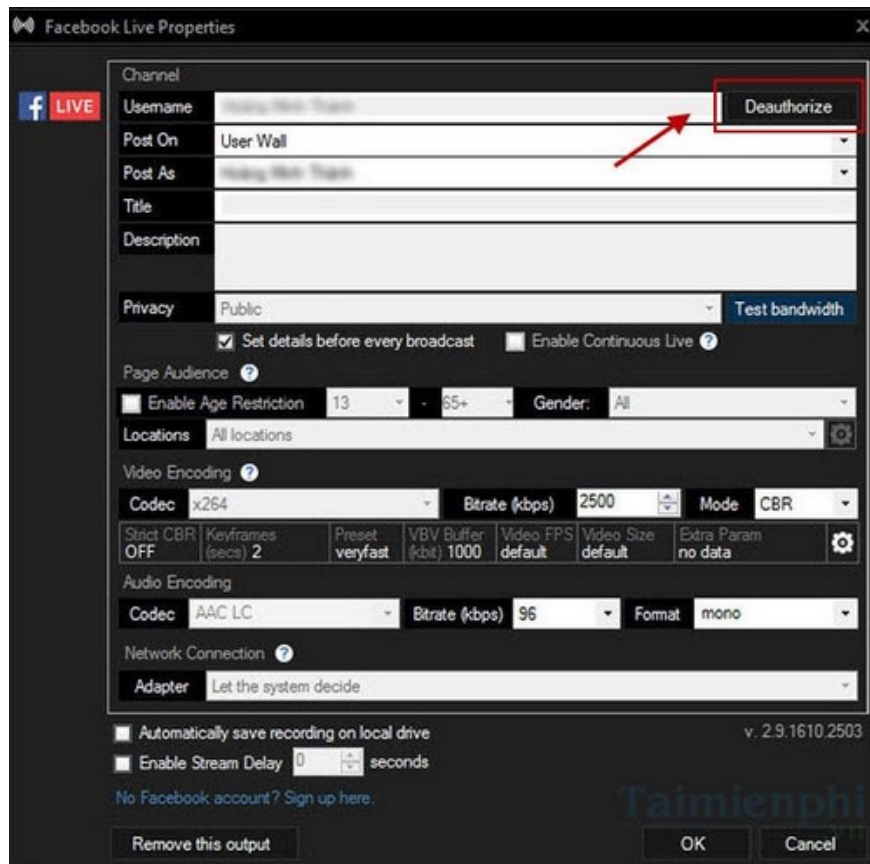 Facebook Live Properties
Channel
f LIVE
Username
Deauthorize
Post On User Wall
Post As
Title
Description
Privacy Public Test bandwidth
Set details before every broadcast Enable Continuous Live ?
Page Audience ?
Enable Age Restriction 13 - 65+ Gender: All
Locations All locations
Video Encoding ?
Codec x264 Bitrate (kbps) 2500 Mode CBR
Strict CBR Keyframes Preset VBV Buffer Video FPS Video Size Extra Param
OFF (secs) 2 veryfast (kbit) 1000 default default no data
Audio Encoding
Codec AAC LC Bitrate (kbps) 96 Format mono
Network Connection ?
Adapter Let the system decide
Automatically save recording on local drive v. 2.9.1610.2503
Enable Stream Delay 0 seconds
No Facebook account? Sign up here.
Taimienphi
.vn
Remove this output OK Cancel